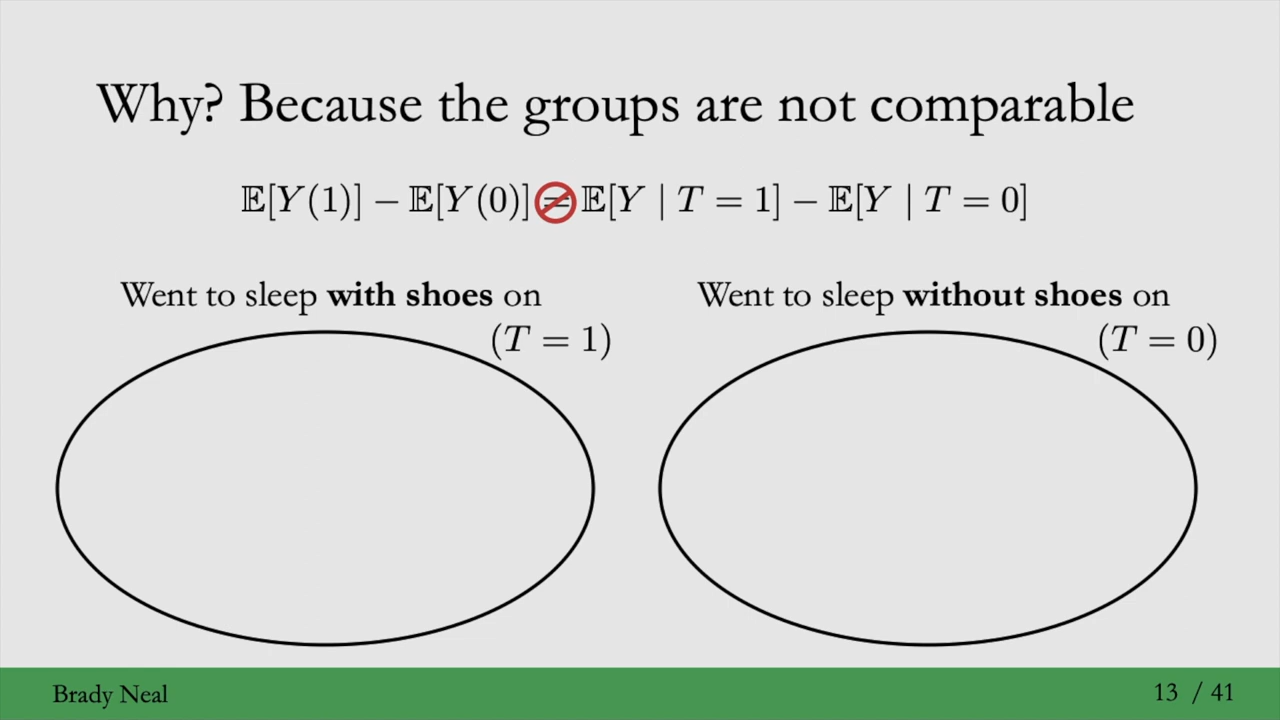 Why? Because the groups are not comparable
𝔼[Y(1)] − 𝔼[Y(0)] = 𝔼[Y | T = 1] − 𝔼[Y | T = 0]
Went to sleep with shoes on
(T = 1)
Went to sleep without shoes on
(T = 0)
Brady Neal
13 / 41